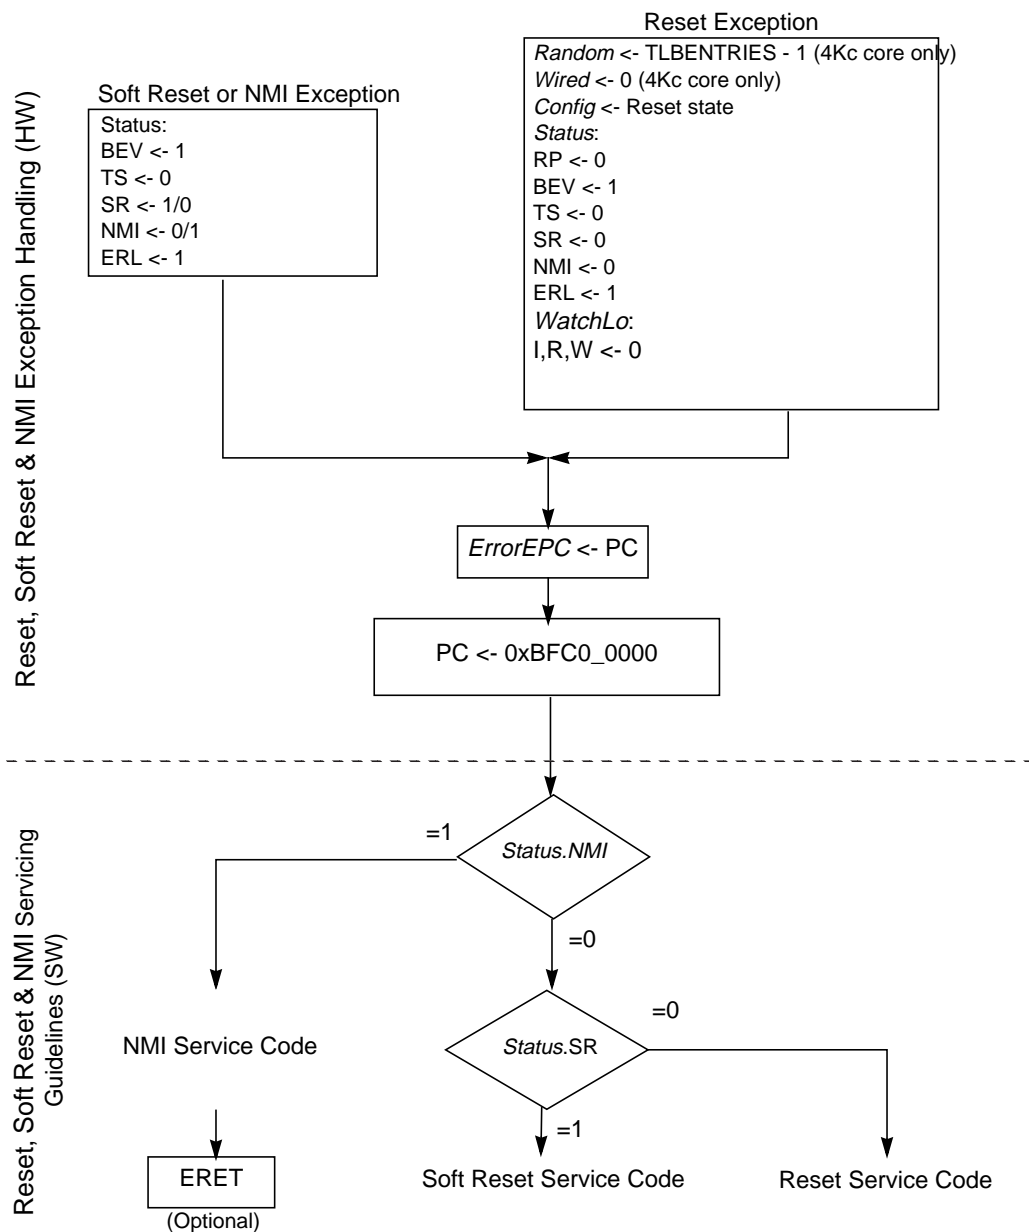 Reset Exception
Random <- TLBENTRIES - 1 (4Kc core only)
Wired <- 0 (4Kc core only)
Config <- Reset state
Status:
RP <- 0
BEV <- 1
TS <- 0
SR <- 0
NMI <- 0
ERL <- 1
WatchLo:
I,R,W <- 0
Soft Reset or NMI Exception
Status:
BEV <- 1
TS <- 0
SR <- 1/0
NMI <- 0/1
ERL <- 1
Reset, Soft Reset & NMI Exception Handling (HW)
ErrorEPC <- PC
PC <- 0xBFC0_0000
Reset, Soft Reset & NMI Servicing
Guidelines (SW)
=1
Status.NMI
=0
=0
NMI Service Code
Status.SR
=1
ERET
(Optional)
Soft Reset Service Code
Reset Service Code